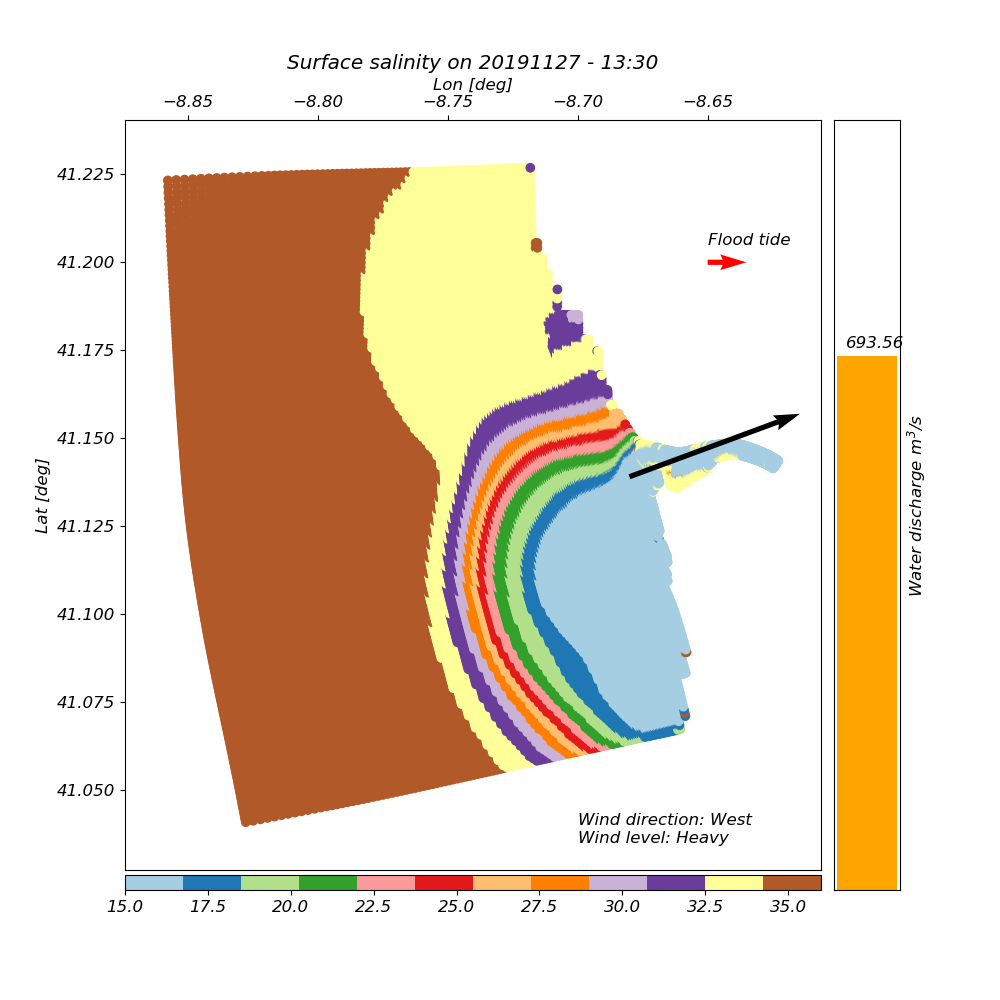 Surface salinity on 20191127 - 13:30
Lon [deg]
−8.85 −8.80 −8.75 −8.70 −8.65
41.225
41.200
41.175
41.150
41.125
41.100
41.075
41.050
Lat [deg]
Flood tide
693.56
Water discharge m³/s
Wind direction: West
Wind level: Heavy
15.0 17.5 20.0 22.5 25.0 27.5 30.0 32.5 35.0